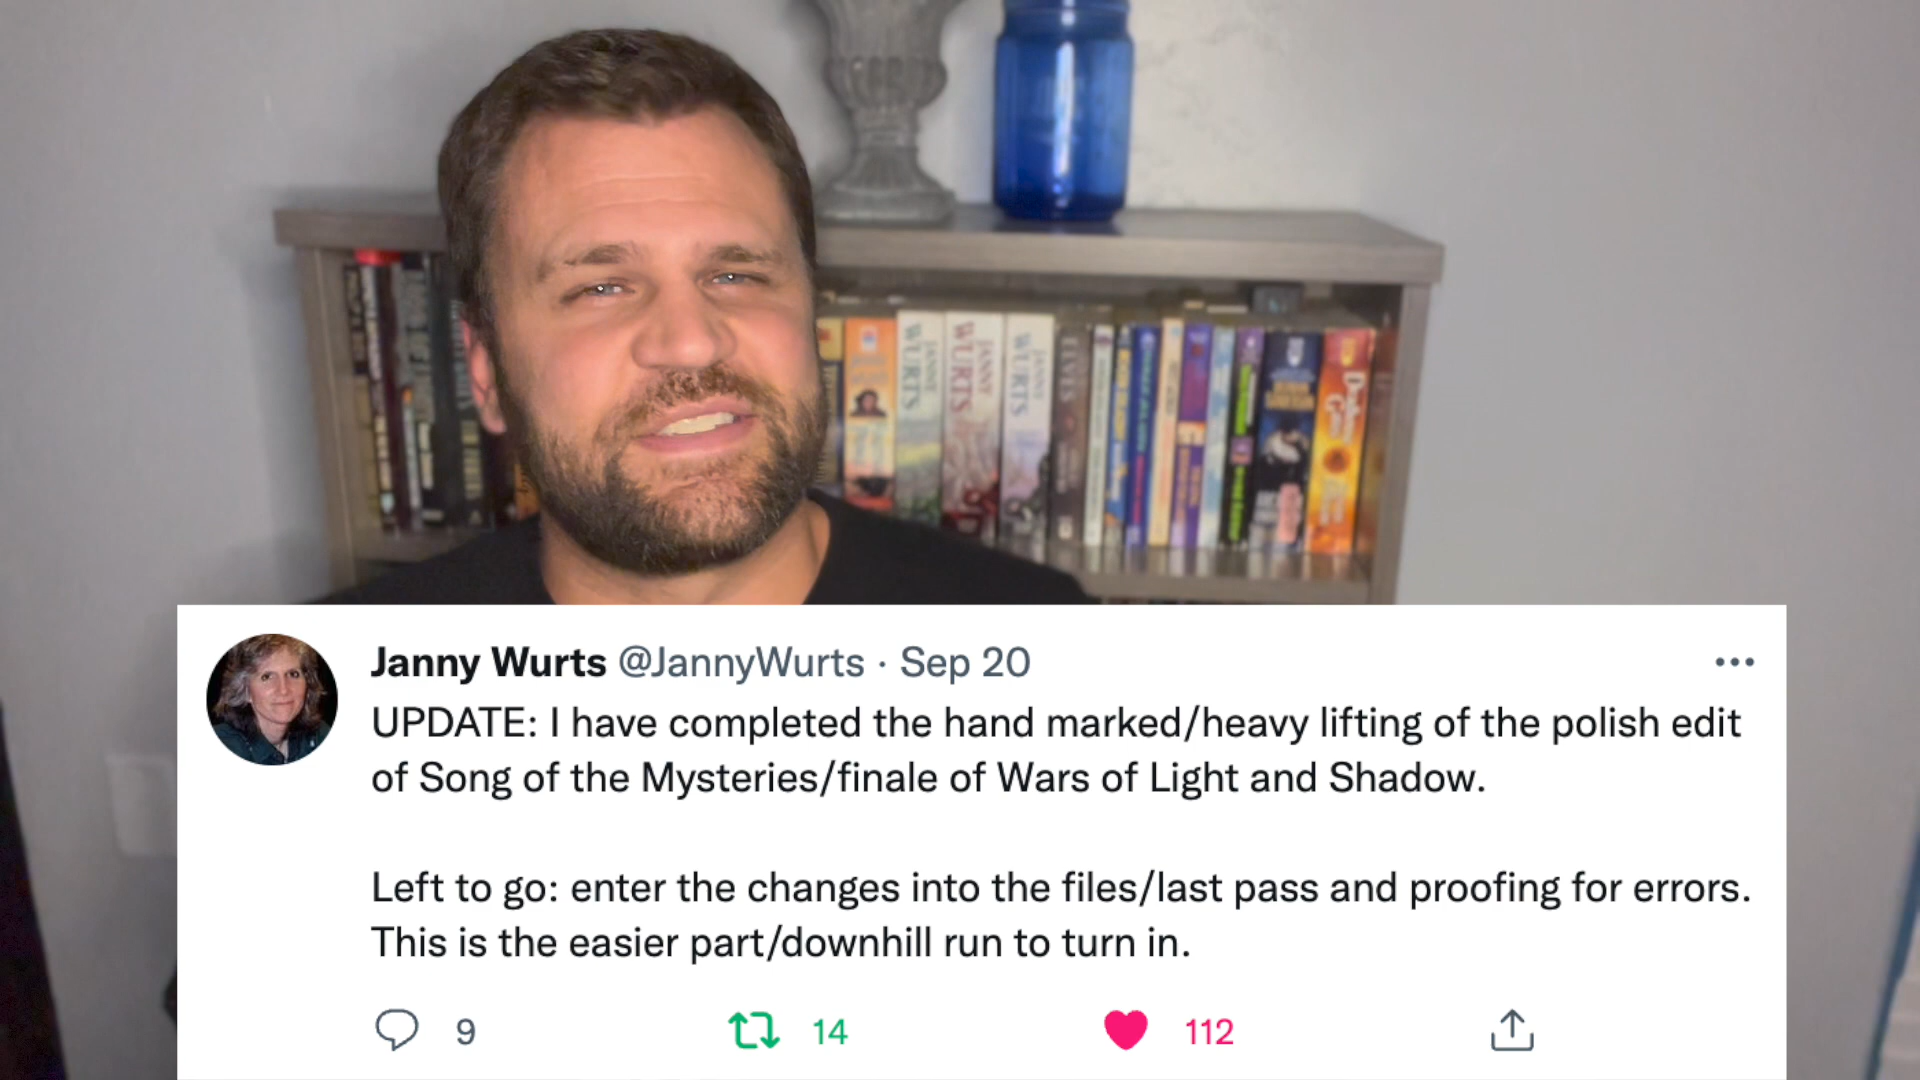 JANNY
WURTS
JANNY
WURTS
JANNY
WURTS
Janny Wurts @JannyWurts · Sep 20
UPDATE: I have completed the hand marked/heavy lifting of the polish edit
of Song of the Mysteries/finale of Wars of Light and Shadow.
Left to go: enter the changes into the files/last pass and proofing for errors.
This is the easier part/downhill run to turn in.
9
14
112